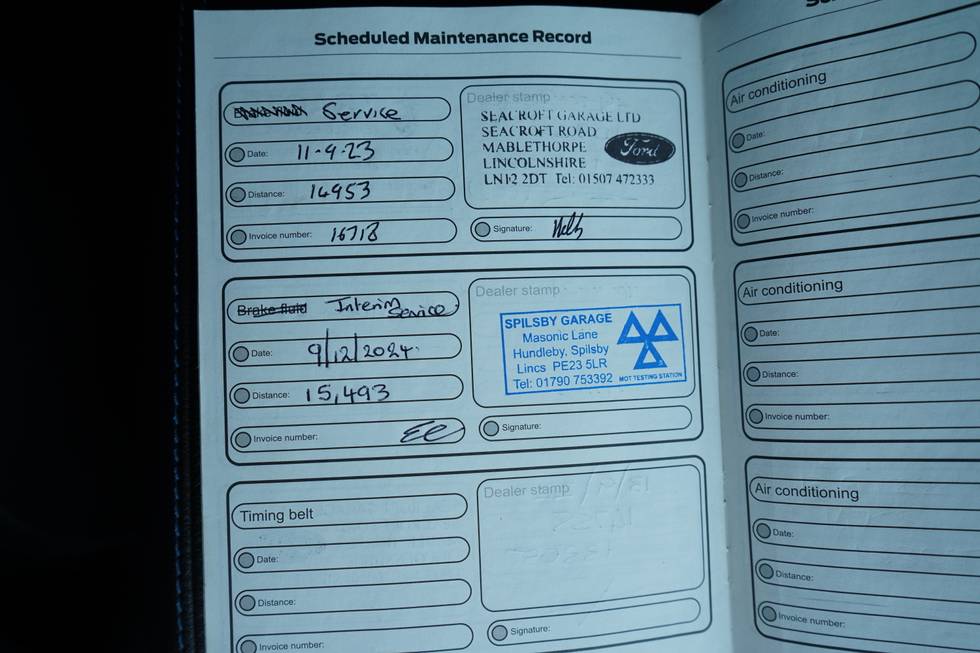 Scheduled Maintenance Record
Service
Date: 11-9-23
Distance: 14953
Invoice number: 16718
Dealer stamp
SEACROFT GARAGE LTD
SEACROFT ROAD
MABLETHORPE
LINCOLNSHIRE
LN12 2DT Tel: 01507 472333
Ford
Signature:
Brake fluid Interim Service
Date: 9/12/2024.
Distance: 15,493
Invoice number:
Dealer stamp
SPILSBY GARAGE
Masonic Lane
Hundleby, Spilsby
Lincs PE23 5LR
Tel: 01790 753392
MOT TESTING STATION
Signature:
Timing belt
Date:
Distance:
Invoice number:
Dealer stamp
Signature:
Air conditioning
Date:
Distance:
Invoice number:
Air conditioning
Date:
Distance:
Invoice number:
Air conditioning
Date:
Distance:
Invoice number: